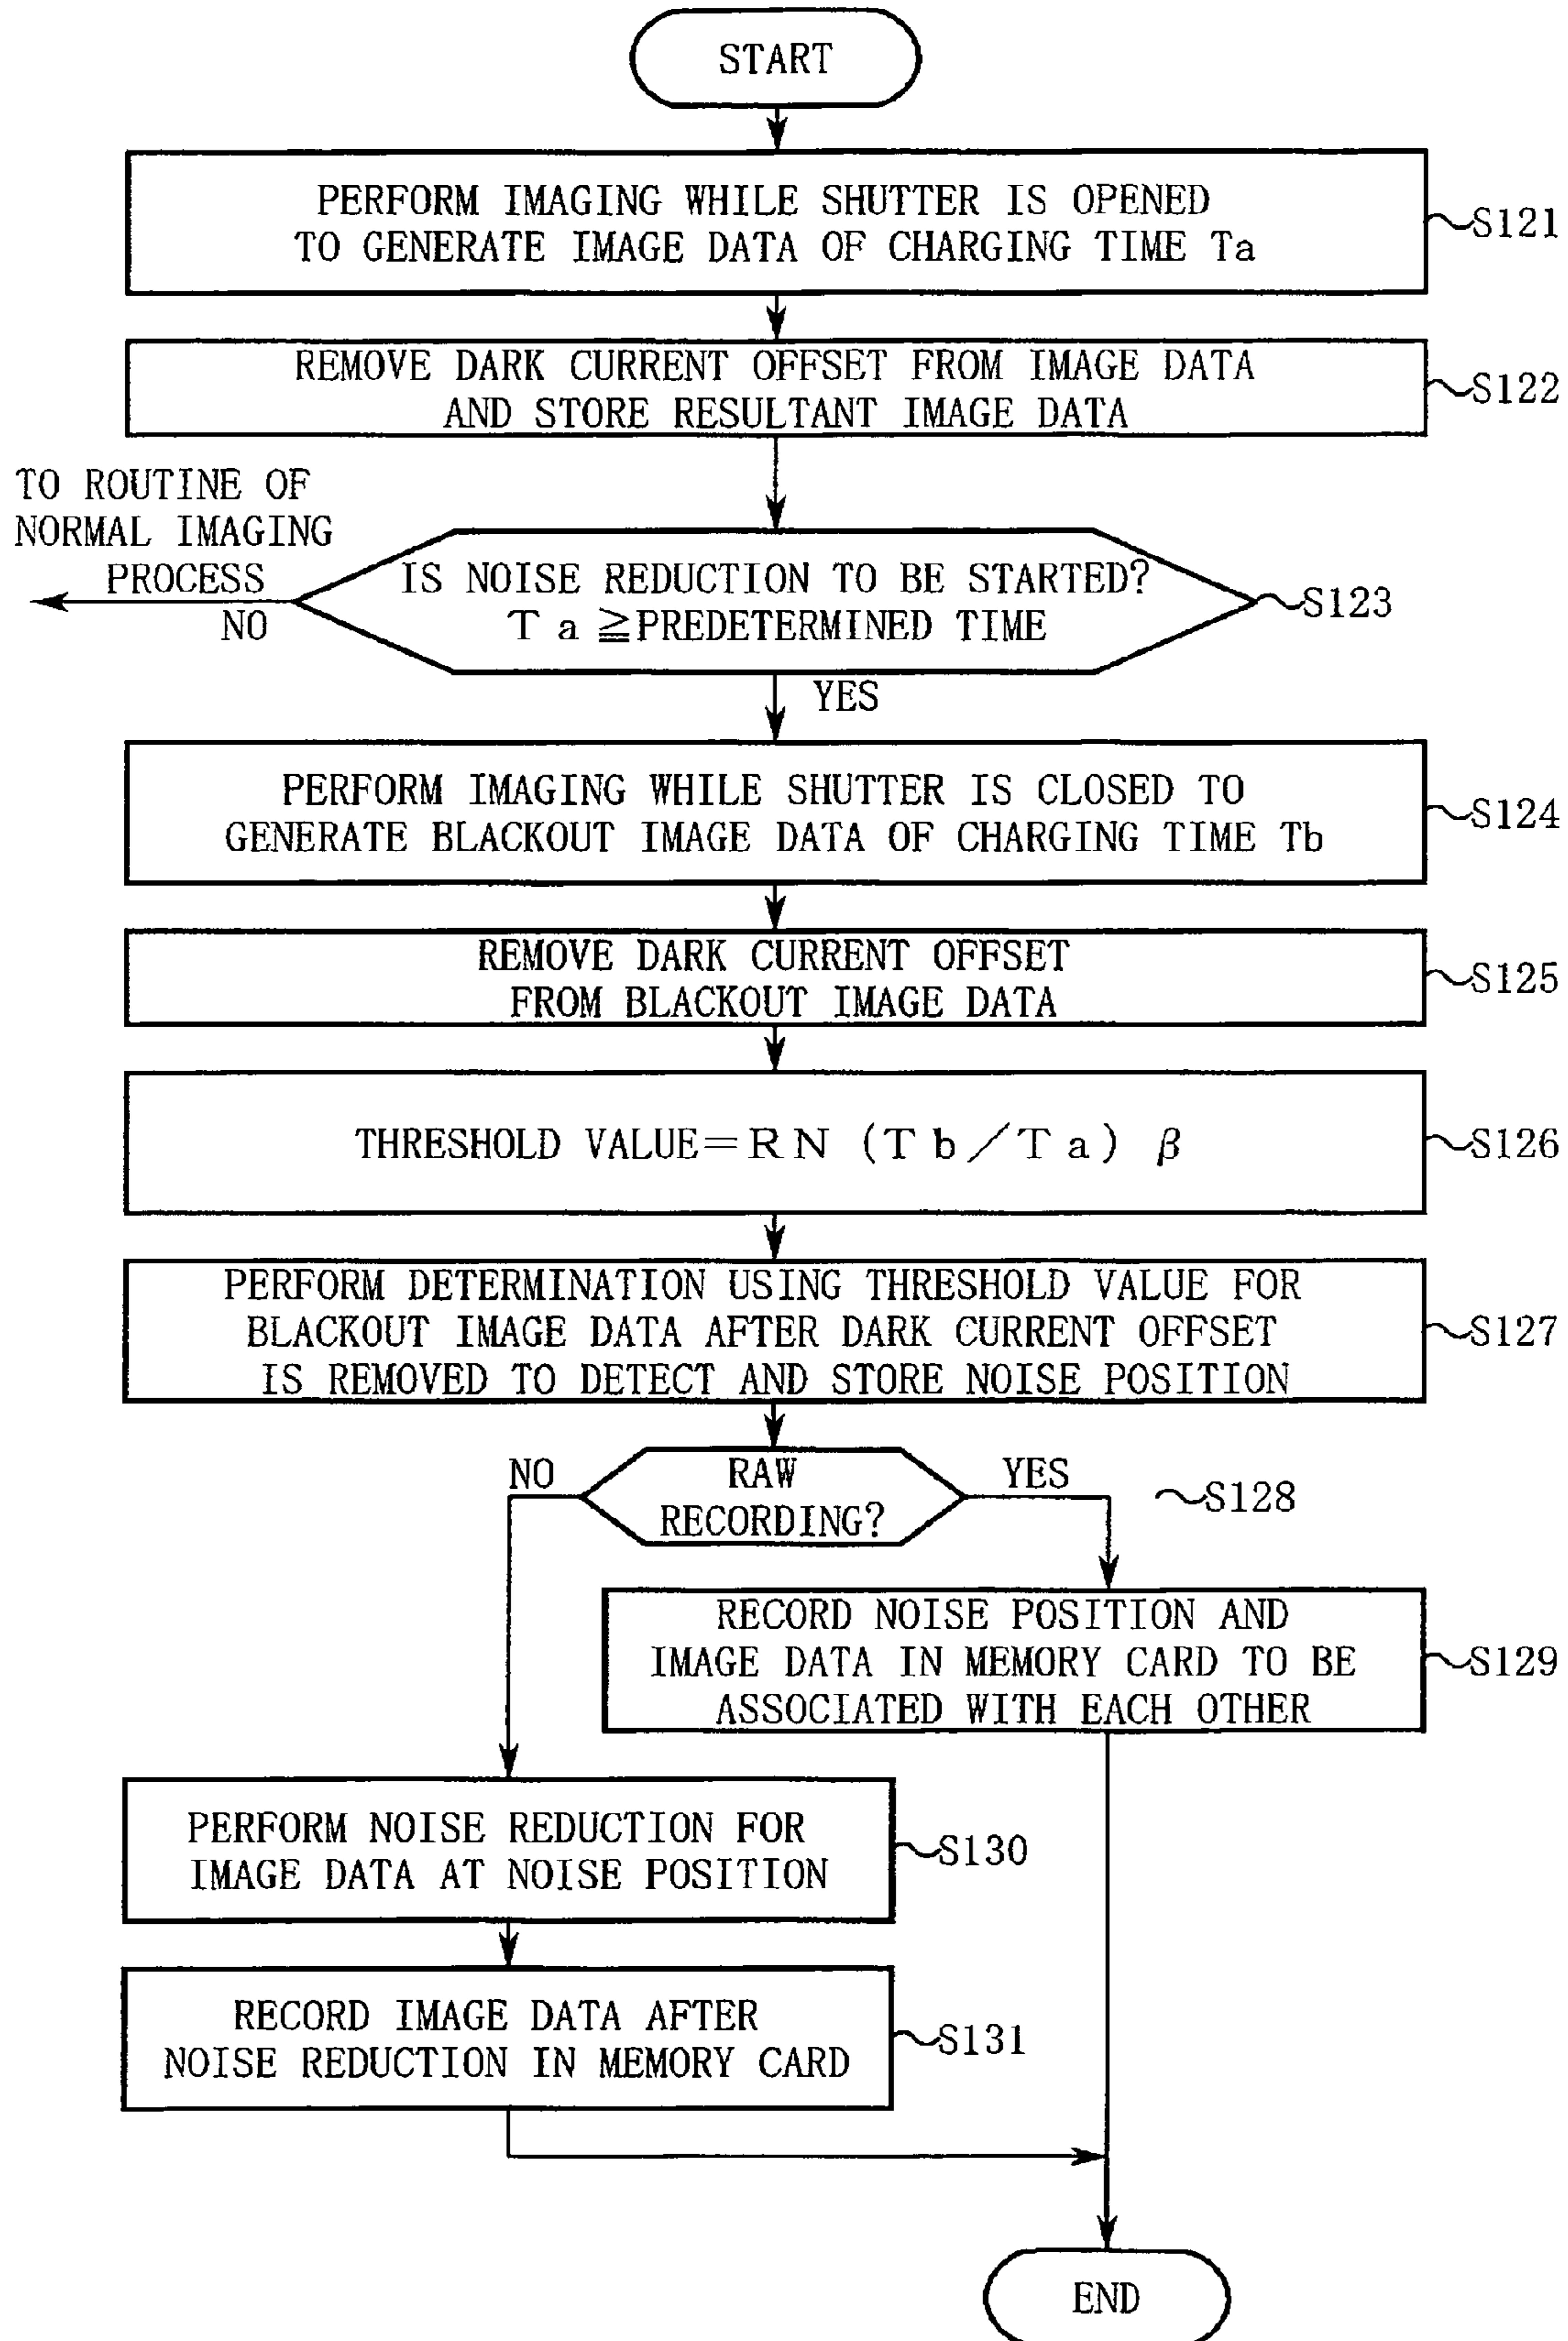 START
PERFORM IMAGING WHILE SHUTTER IS OPENED
TO GENERATE IMAGE DATA OF CHARGING TIME Ta
S121
REMOVE DARK CURRENT OFFSET FROM IMAGE DATA
AND STORE RESULTANT IMAGE DATA
S122
TO ROUTINE OF
NORMAL IMAGING
PROCESS
NO
IS NOISE REDUCTION TO BE STARTED?
Ta≧PREDETERMINED TIME
S123
YES
PERFORM IMAGING WHILE SHUTTER IS CLOSED TO
GENERATE BLACKOUT IMAGE DATA OF CHARGING TIME Tb
S124
REMOVE DARK CURRENT OFFSET
FROM BLACKOUT IMAGE DATA
S125
THRESHOLD VALUE=RN (Tb/Ta) β
S126
PERFORM DETERMINATION USING THRESHOLD VALUE FOR
BLACKOUT IMAGE DATA AFTER DARK CURRENT OFFSET
IS REMOVED TO DETECT AND STORE NOISE POSITION
S127
NO
RAW
RECORDING?
YES
S128
RECORD NOISE POSITION AND
IMAGE DATA IN MEMORY CARD TO BE
ASSOCIATED WITH EACH OTHER
S129
PERFORM NOISE REDUCTION FOR
IMAGE DATA AT NOISE POSITION
S130
RECORD IMAGE DATA AFTER
NOISE REDUCTION IN MEMORY CARD
S131
END